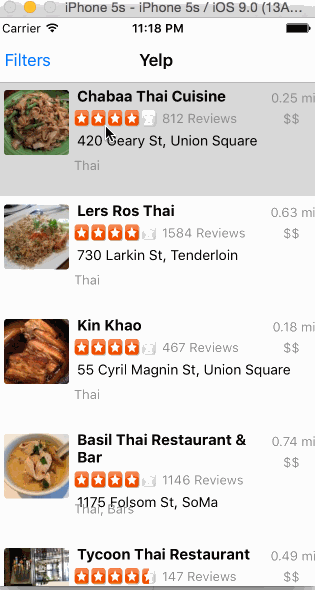 iPhone 5s - iPhone 5s / iOS 9.0 (13A...
Carrier 11:18 PM
Filters Yelp
Chabaa Thai Cuisine 0.25 mi
812 Reviews $$
420 Geary St, Union Square
Thai
Lers Ros Thai 0.63 mi
1584 Reviews $$
730 Larkin St, Tenderloin
Thai
Kin Khao 0.18 mi
467 Reviews $$
55 Cyril Magnin St, Union Square
Thai
Basil Thai Restaurant & 0.74 mi
Bar $$
1146 Reviews
1175 Folsom St, SoMa
Thai, Bars
Tycoon Thai Restaurant 0.49 mi
147 Reviews $$